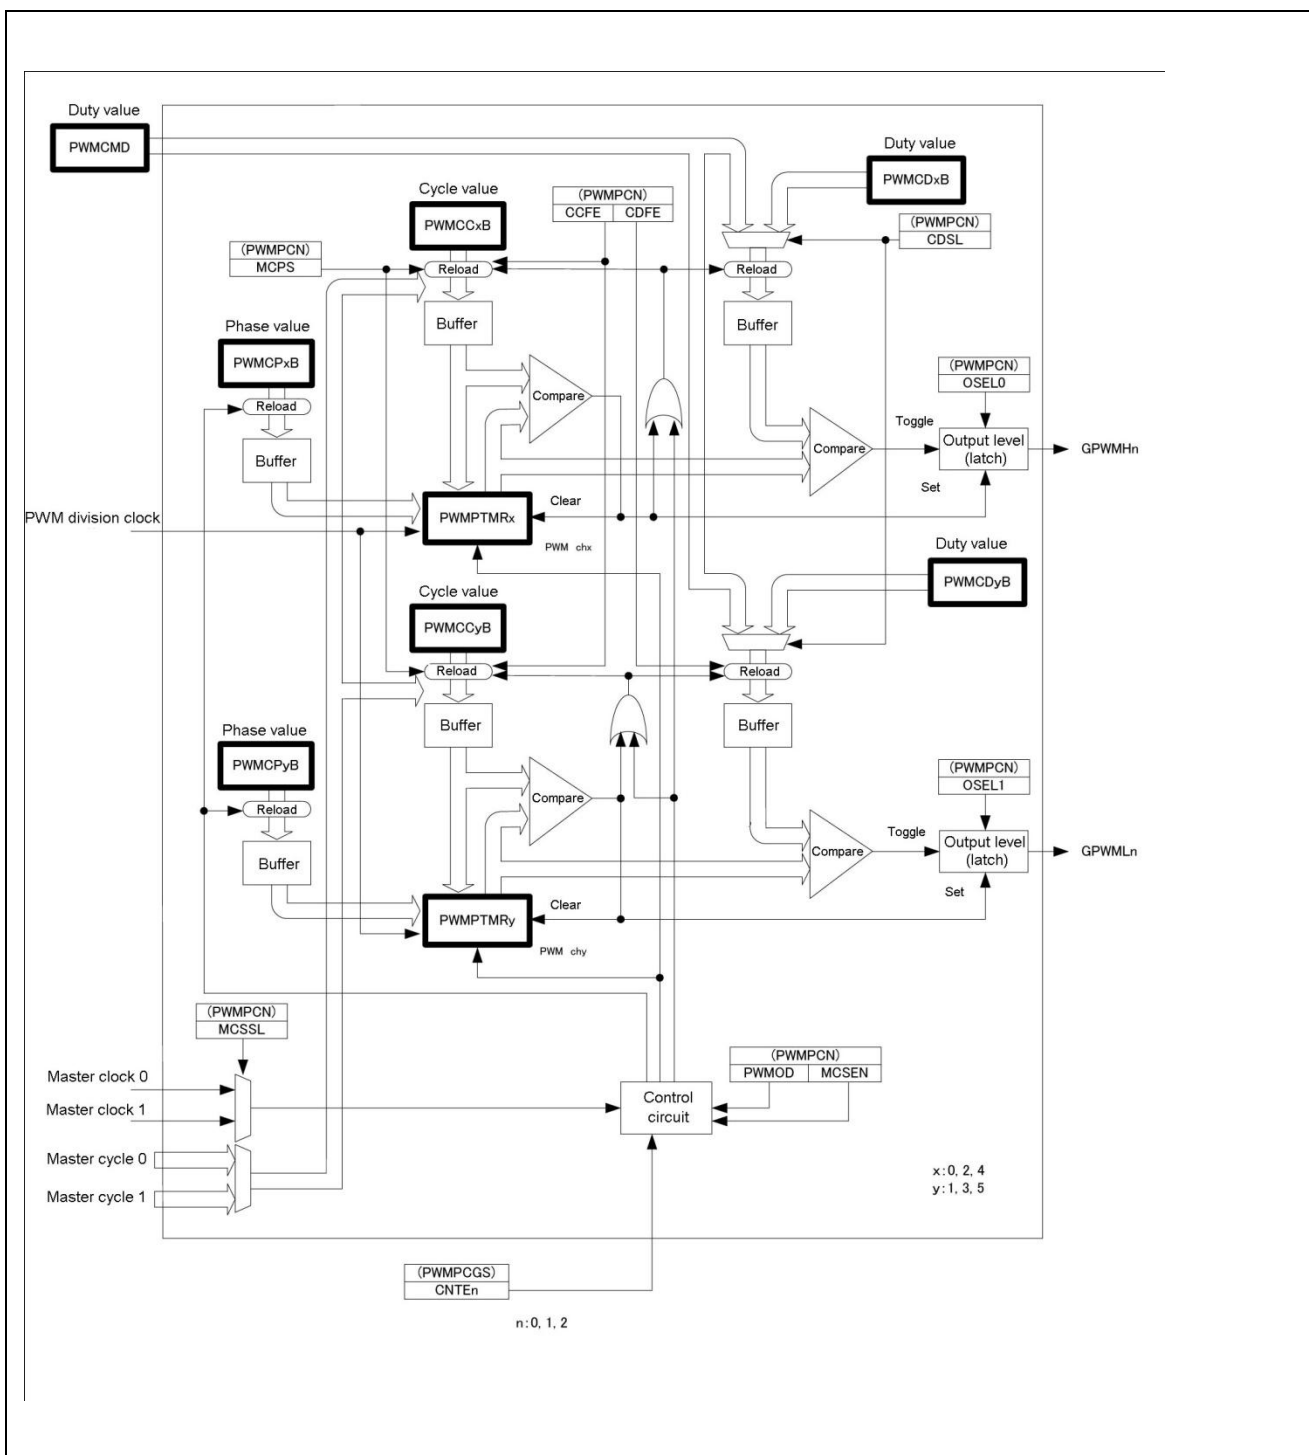 Duty value
PWMCMD
Duty value
PWMCDxB
Cycle value
PWMCCxB
(PWMPCN)
CCFE CDFE
(PWMPCN)
CDSL
(PWMPCN)
MCPS
Reload
Reload
Buffer
Buffer
Phase value
PWMCPxB
Reload
Buffer
Compare
(PWMPCN)
OSEL0
Toggle
Compare
Output level
(latch)
GPWMHn
Set
PWM division clock
PWMPTMRx
Clear
PWM chx
Duty value
PWMCDyB
Cycle value
PWMCCyB
Reload
Reload
Buffer
Buffer
Phase value
PWMCPyB
Reload
Buffer
Compare
(PWMPCN)
OSEL1
Toggle
Compare
Output level
(latch)
GPWMLn
Set
PWMPTMRy
Clear
PWM chy
(PWMPCN)
MCSSL
Master clock 0
Master clock 1
Master cycle 0
Master cycle 1
Control
circuit
(PWMPCN)
PWMOD MCSEN
x:0, 2, 4
y:1, 3, 5
(PWMPCGS)
CNTEn
n:0, 1, 2